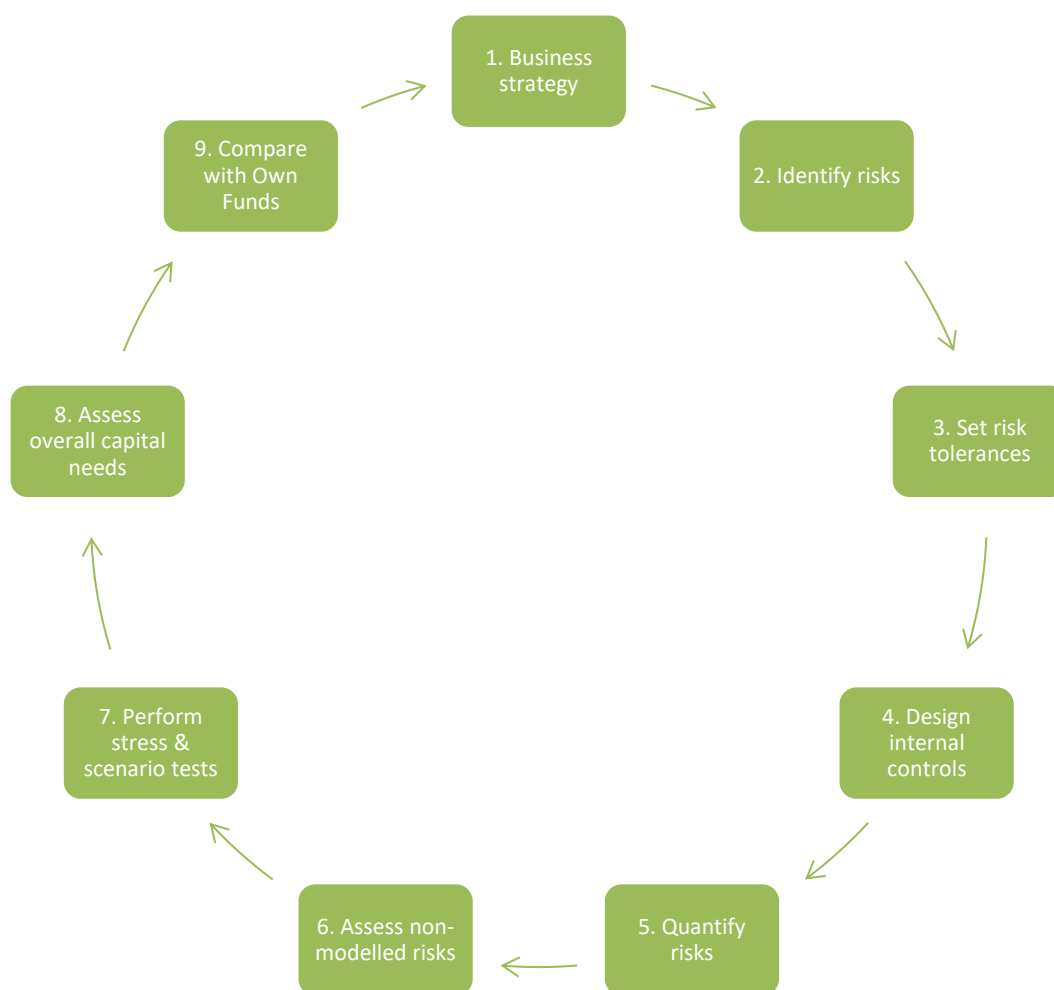 1. Business
strategy
2. Identify risks
3. Set risk
tolerances
4. Design
internal
controls
5. Quantify
risks
6. Assess non-
modelled risks
7. Perform
stress &
scenario tests
8. Assess
overall capital
needs
9. Compare
with Own
Funds